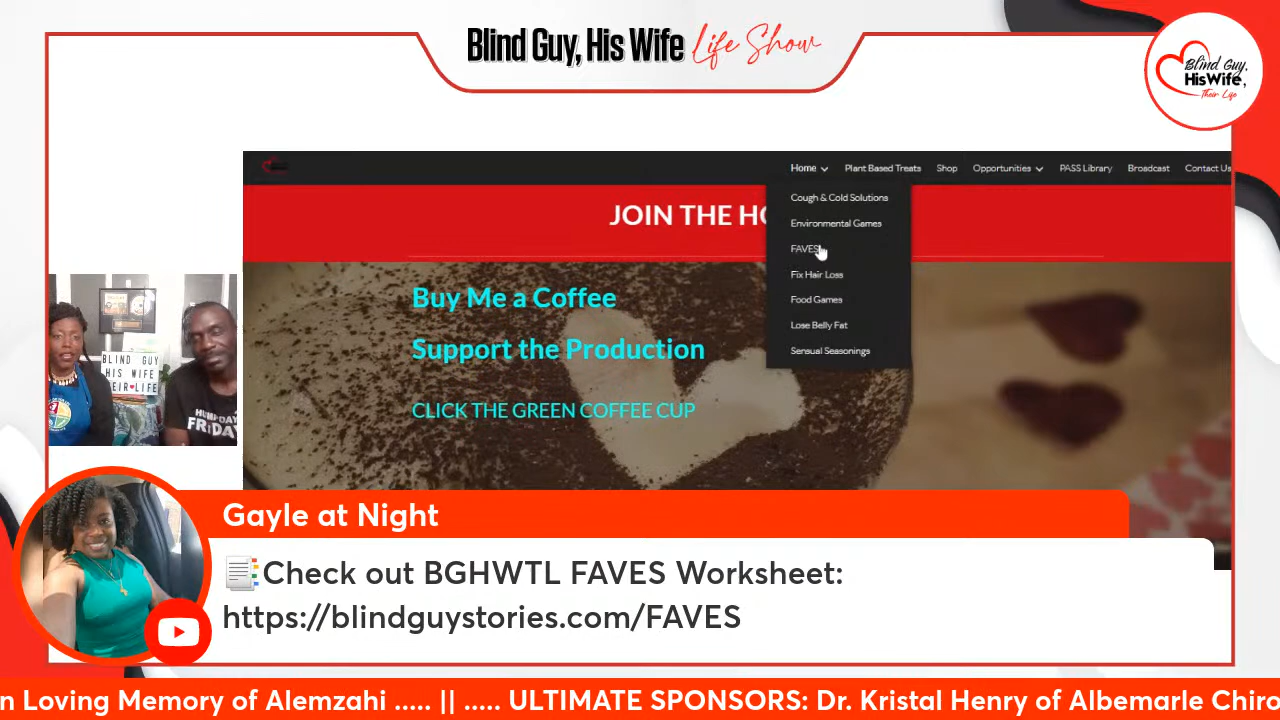 Blind Guy, His Wife Life Show
Blind Guy,
His Wife,
Their Life
Home
Plant Based Treats
Shop
Opportunities
PASS Library
Broadcast
Contact Us
Cough & Cold Solutions
Environmental Games
FAVES
Fix Hair Loss
Food Games
Lose Belly Fat
Sensual Seasonings
JOIN THE HO
Buy Me a Coffee
Support the Production
CLICK THE GREEN COFFEE CUP
BLIND GUY
HIS WIFE
EIR LIFE
HUMPDAY
FRIDAY
Gayle at Night
Check out BGHWTL FAVES Worksheet:
https://blindguystories.com/FAVES
n Loving Memory of Alemzahi ..... || ..... ULTIMATE SPONSORS: Dr. Kristal Henry of Albemarle Chiro